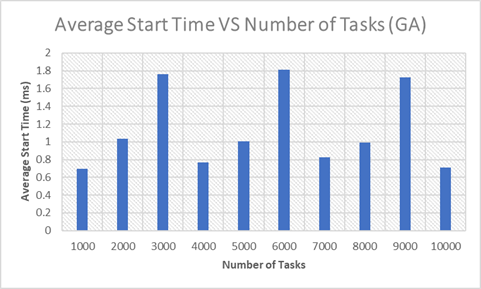 Average Start Time VS Number of Tasks (GA)
Average Start Time (ms)
2
1.8
1.6
1.4
1.2
1
0.8
0.6
0.4
0.2
0
1000 2000 3000 4000 5000 6000 7000 8000 9000 10000
Number of Tasks